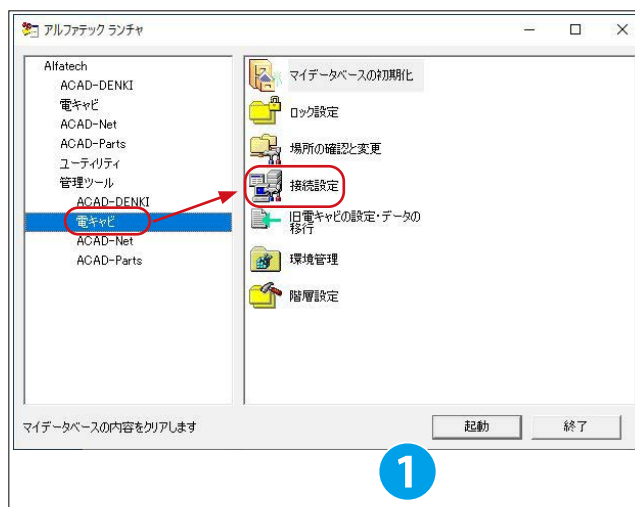 アルファテック ランチャ
Alfatech
ACAD-DENKI
電キャビ
ACAD-Net
ACAD-Parts
ユーティリティ
管理ツール
ACAD-DENKI
電キャビ
ACAD-Net
ACAD-Parts
マイデータベースの初期化
ロック設定
場所の確認と変更
接続設定
旧電キャビの設定・データの
移行
環境管理
階層設定
マイデータベースの内容をクリアします
起動
終了
1